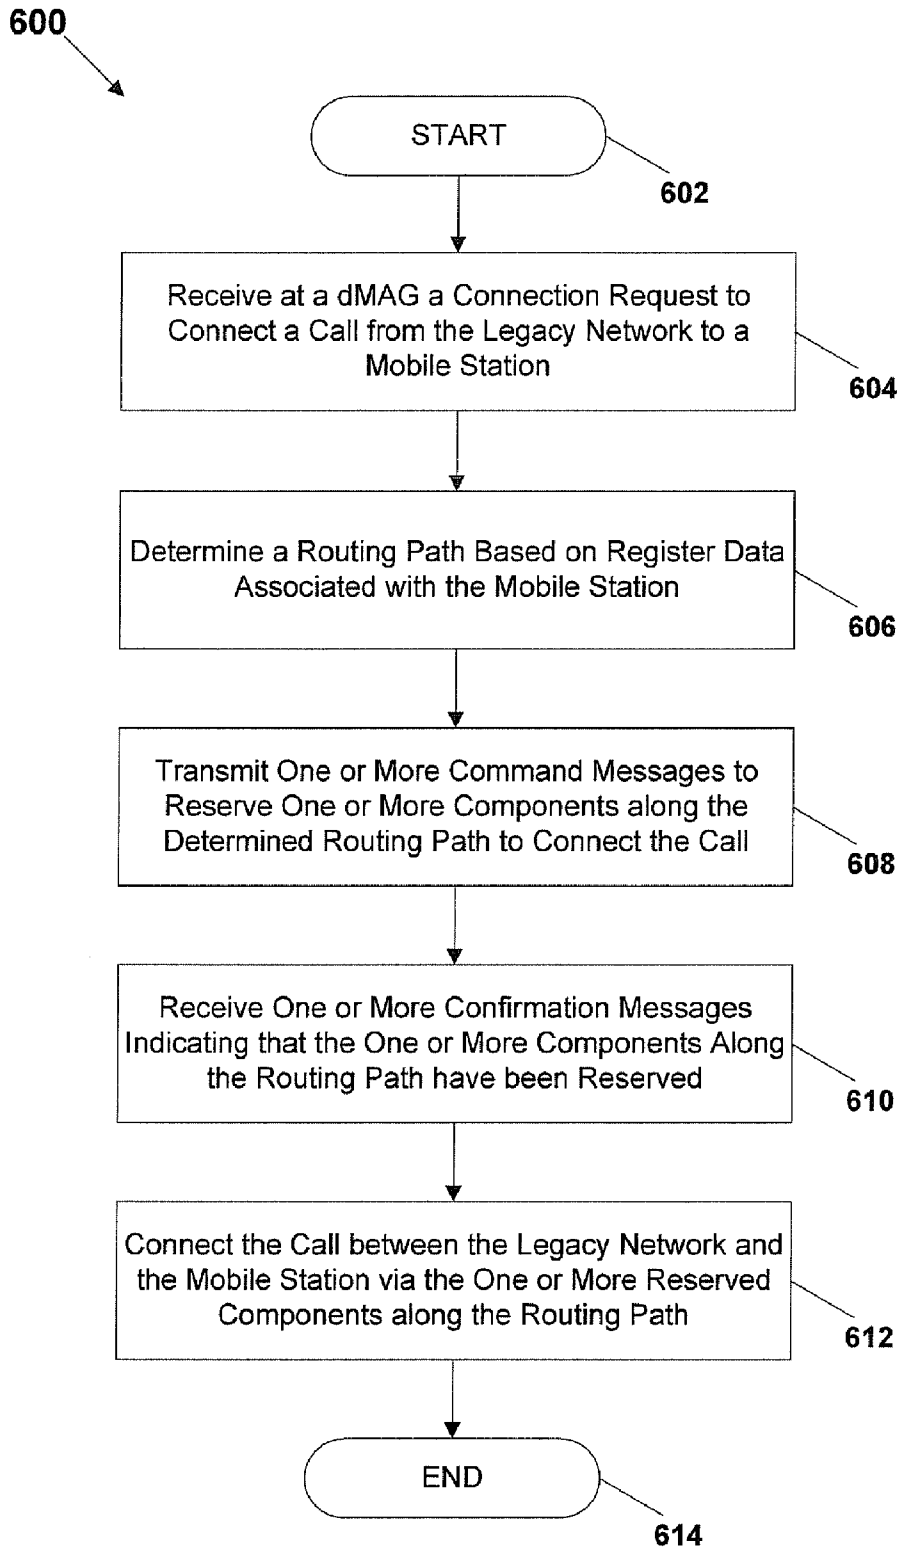 600
START
602
Receive at a dMAG a Connection Request to
Connect a Call from the Legacy Network to a
Mobile Station
604
Determine a Routing Path Based on Register Data
Associated with the Mobile Station
606
Transmit One or More Command Messages to
Reserve One or More Components along the
Determined Routing Path to Connect the Call
608
Receive One or More Confirmation Messages
Indicating that the One or More Components Along
the Routing Path have been Reserved
610
Connect the Call between the Legacy Network and
the Mobile Station via the One or More Reserved
Components along the Routing Path
612
END
614